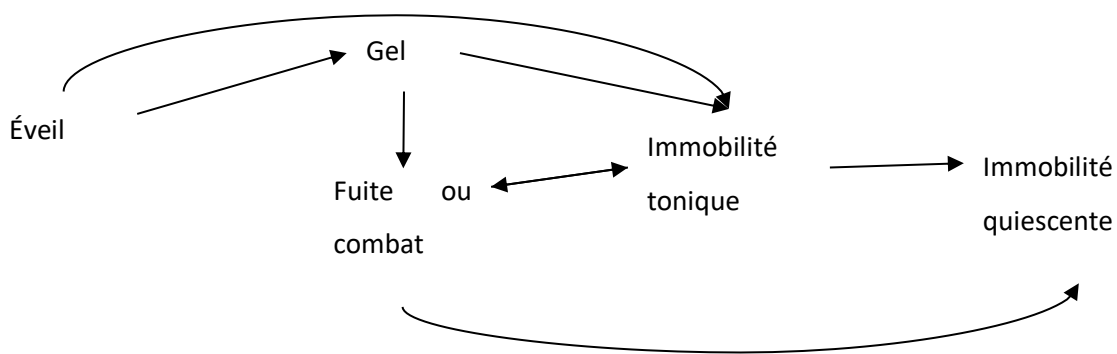 Gel
Éveil
Fuite ou
combat
Immobilité
tonique
Immobilité
quiescente